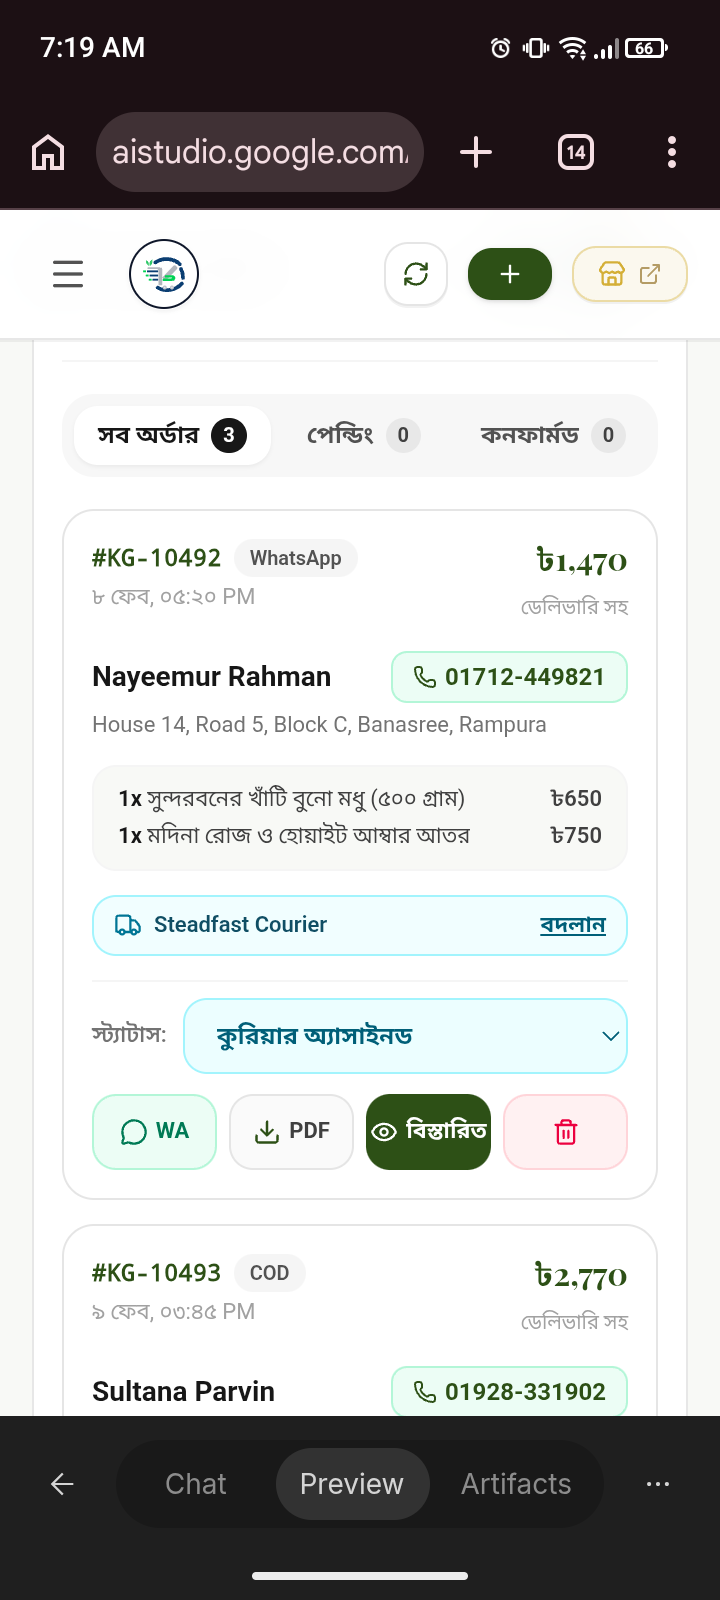 7:19 AM
66
aistudio.google.com/
14
সব অর্ডার 3 পেন্ডিং 0 কনফার্মড 0
#KG-10492 WhatsApp ৳1,470
৮ ফেব, ০৫:২০ PM ডেলিভারি সহ
Nayeemur Rahman 01712-449821
House 14, Road 5, Block C, Banasree, Rampura
1x সুন্দরবনের খাঁটি বুনো মধু (৫০০ গ্রাম) ৳650
1x মদিনা রোজ ও হোয়াইট আম্বার আতর ৳750
Steadfast Courier বদলান
স্ট্যাটাস: কুরিয়ার অ্যাসাইনড
WA PDF বিস্তারিত
#KG-10493 COD ৳2,770
৯ ফেব, ০৩:৪৫ PM ডেলিভারি সহ
Sultana Parvin 01928-331902
Chat Preview Artifacts